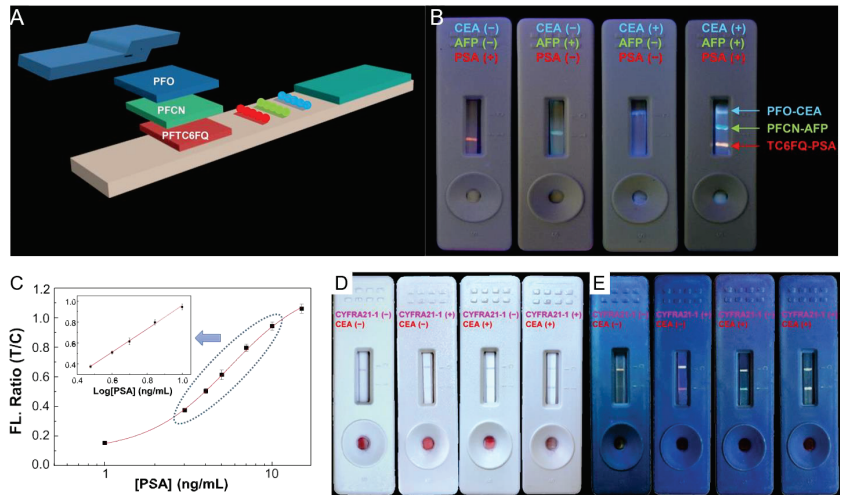 A
PFO
PFCN
PFTC6FQ
B
CEA (−)
AFP (−)
PSA (+)
CEA (−)
AFP (+)
PSA (−)
CEA (+)
AFP (−)
PSA (−)
CEA (+)
AFP (+)
PSA (+)
PFO-CEA
PFCN-AFP
TC6FQ-PSA
C
FL. Ratio (T/C)
1.2
1.0
0.8
0.6
0.4
0.2
0.0
1.0
0.8
0.6
0.4
0.4
0.6
0.8
1.0
Log[PSA] (ng/mL)
1
10
[PSA] (ng/mL)
D
CYFRA21-1 (−)
CEA (−)
CYFRA21-1 (+)
CEA (−)
CYFRA21-1 (−)
CEA (+)
CYFRA21-1 (+)
CEA (+)
E
CYFRA21-1 (−)
CEA (−)
CYFRA21-1 (+)
CEA (−)
CYFRA21-1 (−)
CEA (+)
CYFRA21-1 (+)
CEA (+)